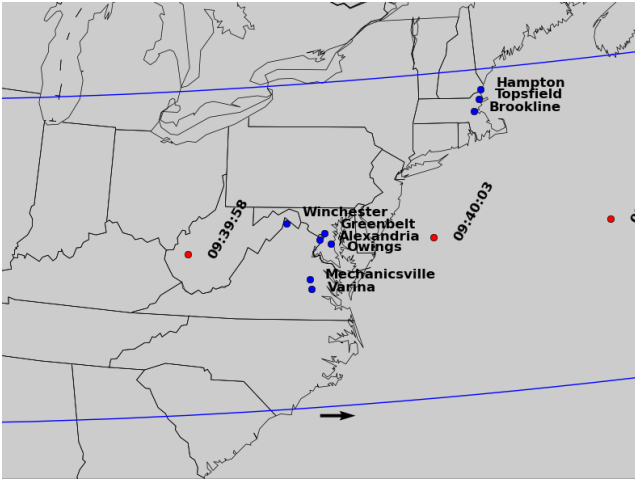 Hampton
Topsfield
Brookline
Winchester
Greenbelt
Alexandria
Owings
Mechanicsville
Varina
09:39:58
09:40:03